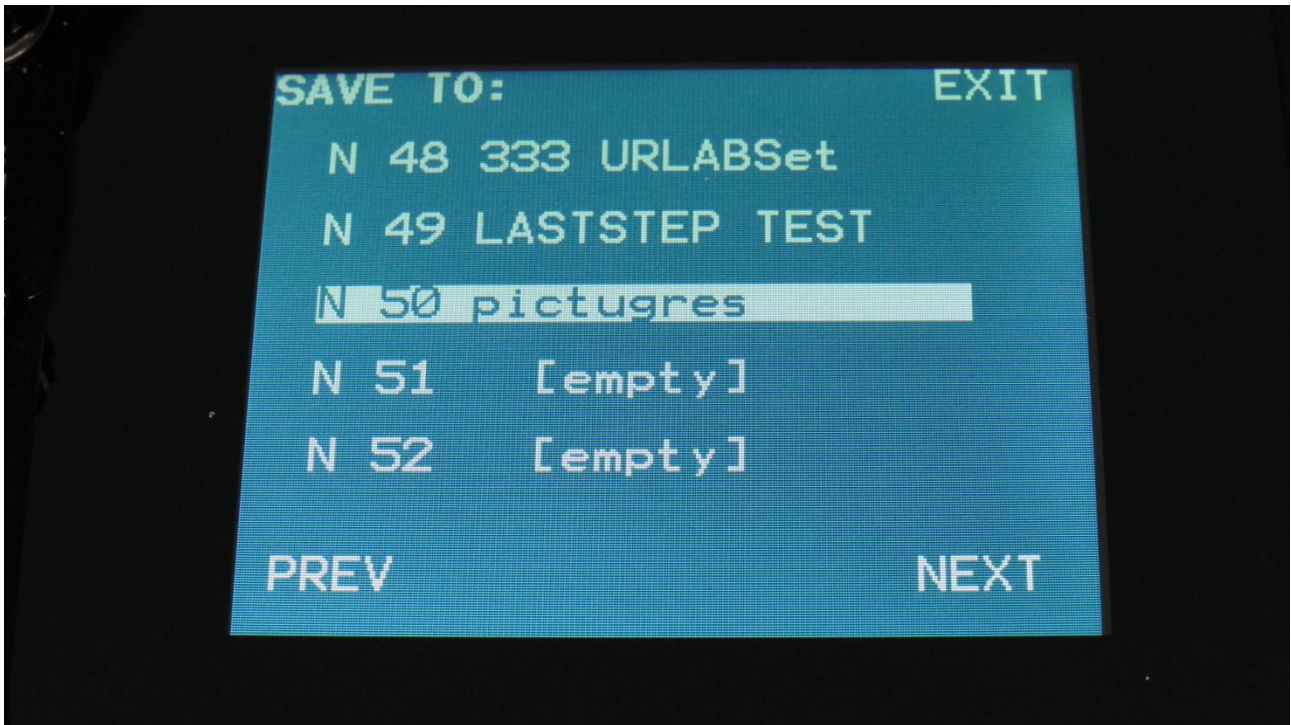 SAVE TO: EXIT
N 48 333 URLABSet
N 49 LASTSTEP TEST
N 50 pictugres
N 51 [empty]
N 52 [empty]
PREV NEXT